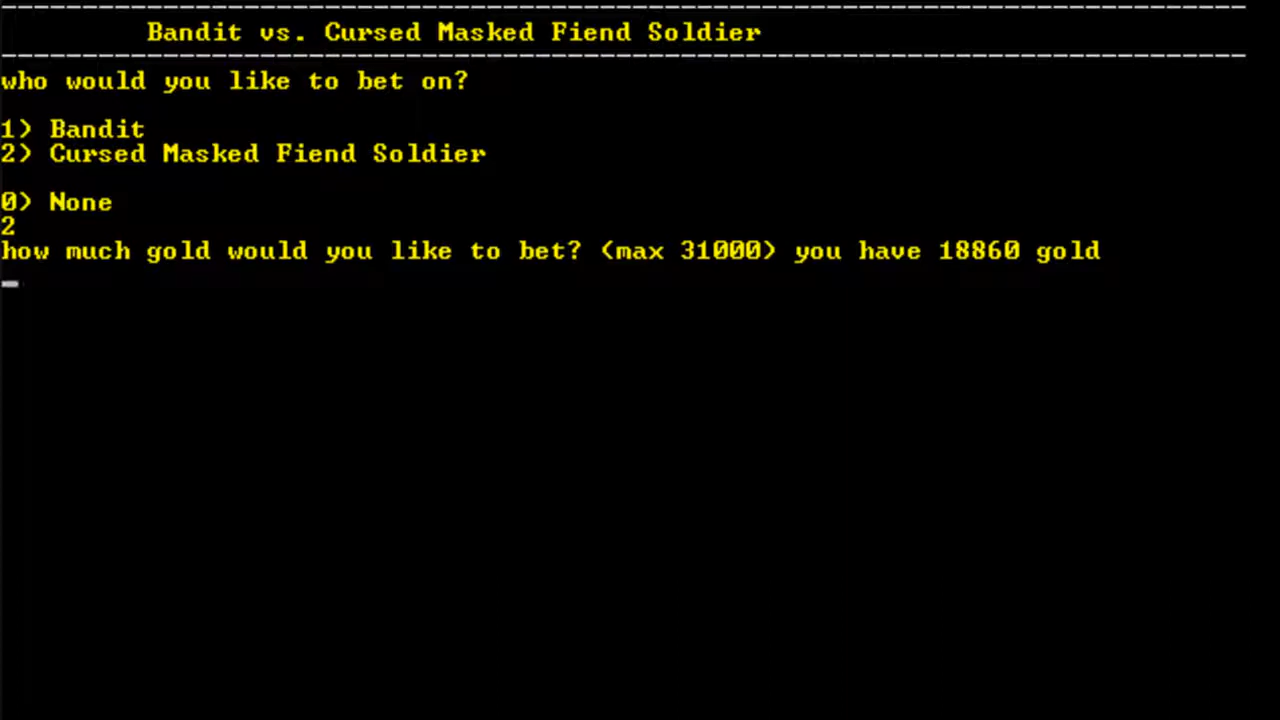 Bandit vs. Cursed Masked Fiend Soldier
who would you like to bet on?
1) Bandit
2) Cursed Masked Fiend Soldier
0) None
2
how much gold would you like to bet? (max 31000) you have 18860 gold